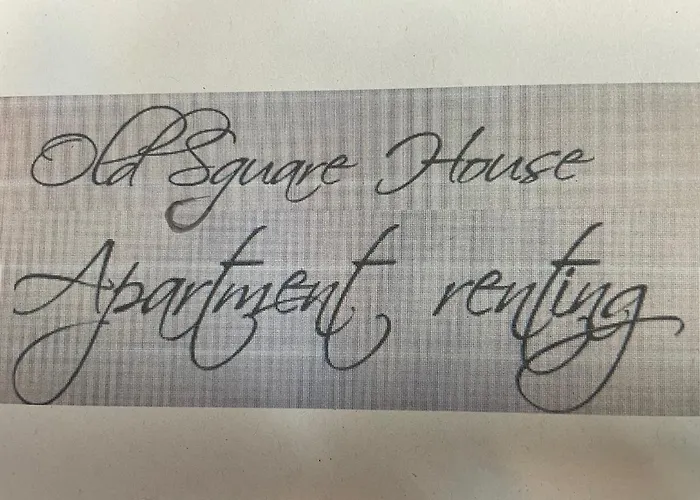 Old Square House
Apartment renting